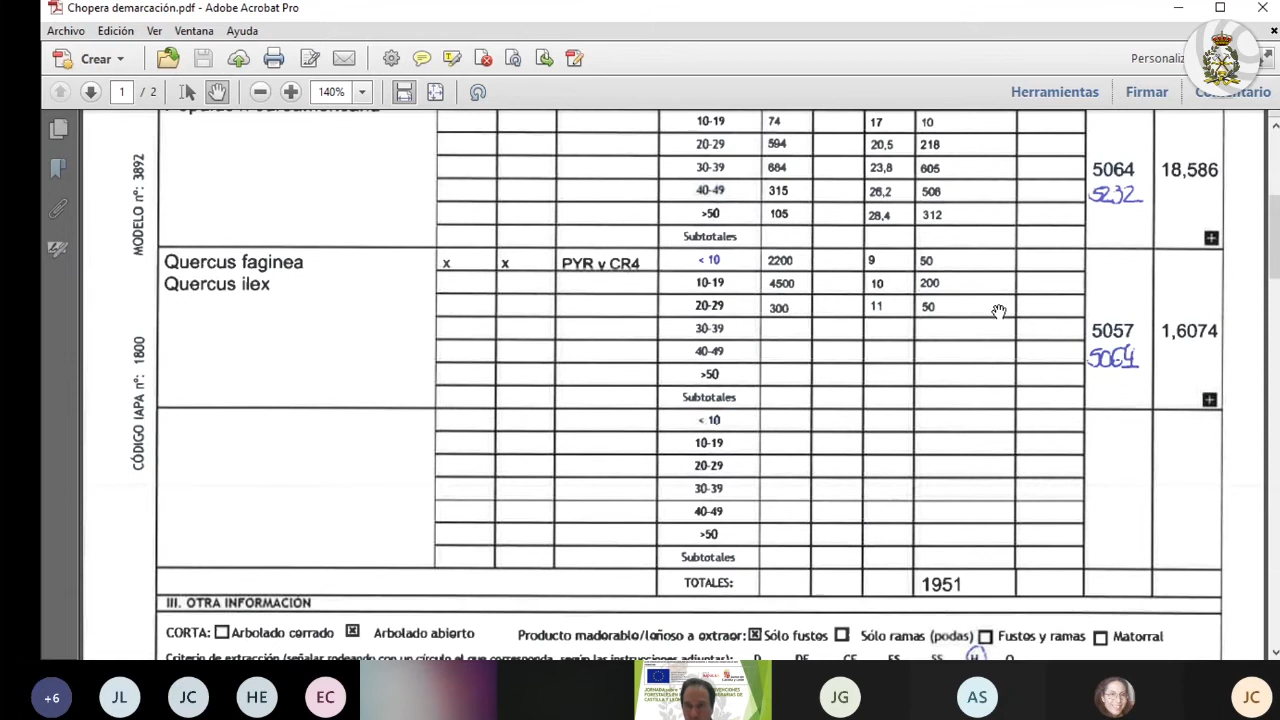 Chopera demarcación.pdf - Adobe Acrobat Pro
Archivo Edición Ver Ventana Ayuda
Crear
1 / 2 140% Herramientas Firmar Comentario
10-19 74 17 10
20-29 594 20,5 218
MODELO nº: 3892 30-39 684 23,8 605 5064 18,586
40-49 315 26,2 506 5232
>50 105 28,4 312
Subtotales
Quercus faginea x x PYR y CR4 < 10 2200 9 50
Quercus ilex 10-19 4500 10 200
20-29 300 11 50
30-39 5057 1,6074
CÓDIGO IAPA nº: 1800 40-49 5064
>50
Subtotales
< 10
10-19
20-29
30-39
40-49
>50
Subtotales
TOTALES: 1951
III. OTRA INFORMACIÓN
CORTA: Arbolado cerrado Arbolado abierto Producto maderable/leñoso a extraer: Sólo fustes Sólo ramas (podas) Fustes y ramas Matorral
+6 JL JC HE EC JG AS JC